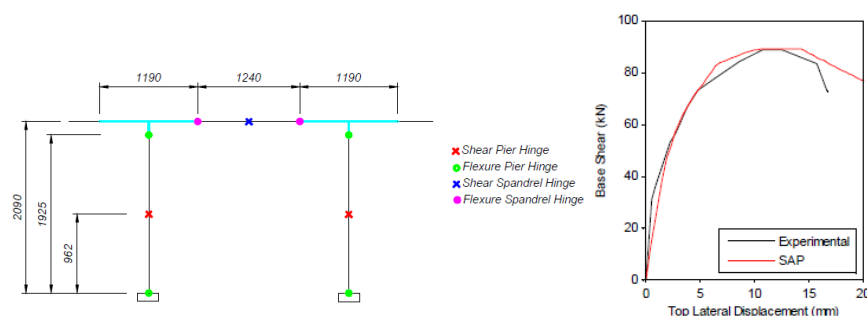 1190
1240
1190
2090
1925
962
Shear Pier Hinge
Flexure Pier Hinge
Shear Spandrel Hinge
Flexure Spandrel Hinge
100
80
60
40
20
0
Base Shear (kN)
Experimental
SAP
0
5
10
15
20
Top Lateral Displacement (mm)